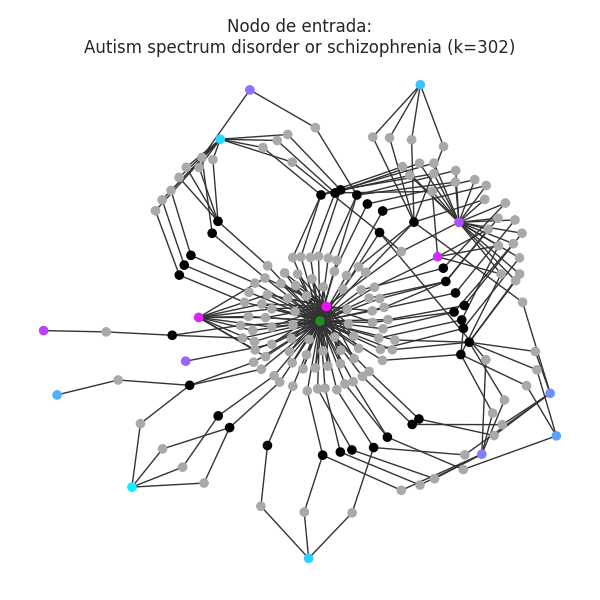 Nodo de entrada:
Autism spectrum disorder or schizophrenia (k=302)